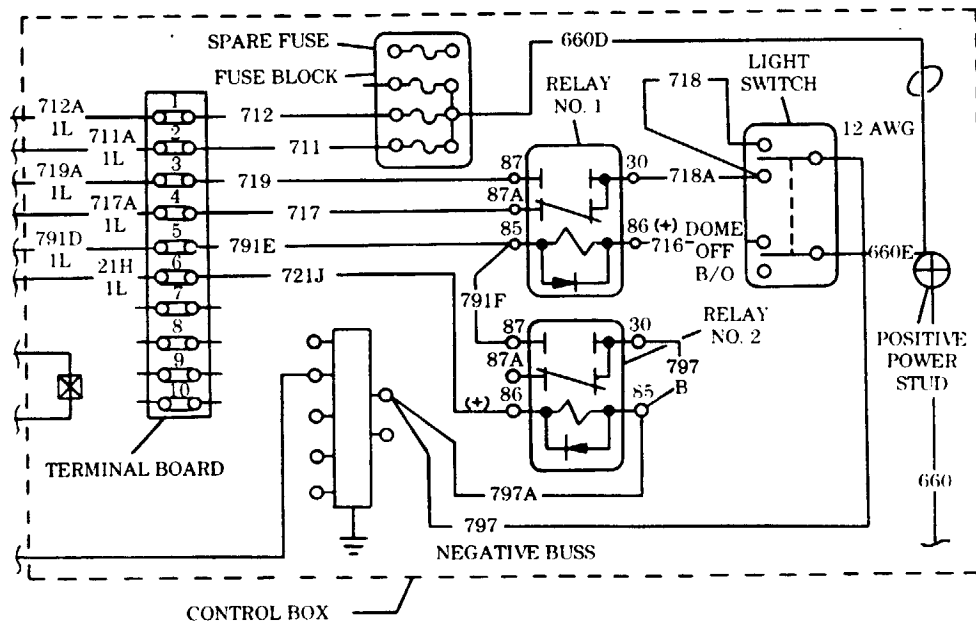 SPARE FUSE
FUSE BLOCK
660D
LIGHT
SWITCH
RELAY
NO. 1
718
12 AWG
712A
1L
1
712
711A
1L
2
711
719A
1L
3
719
87
30
718A
717A
1L
4
717
87A
791D
1L
5
791E
85
86
(+)
716
DOME
OFF
B/O
660E
21H
1L
6
721J
791F
7
8
9
10
87
30
RELAY
NO. 2
87A
797
B
(+)
86
85
POSITIVE
POWER
STUD
TERMINAL BOARD
797A
660
797
NEGATIVE BUSS
CONTROL BOX